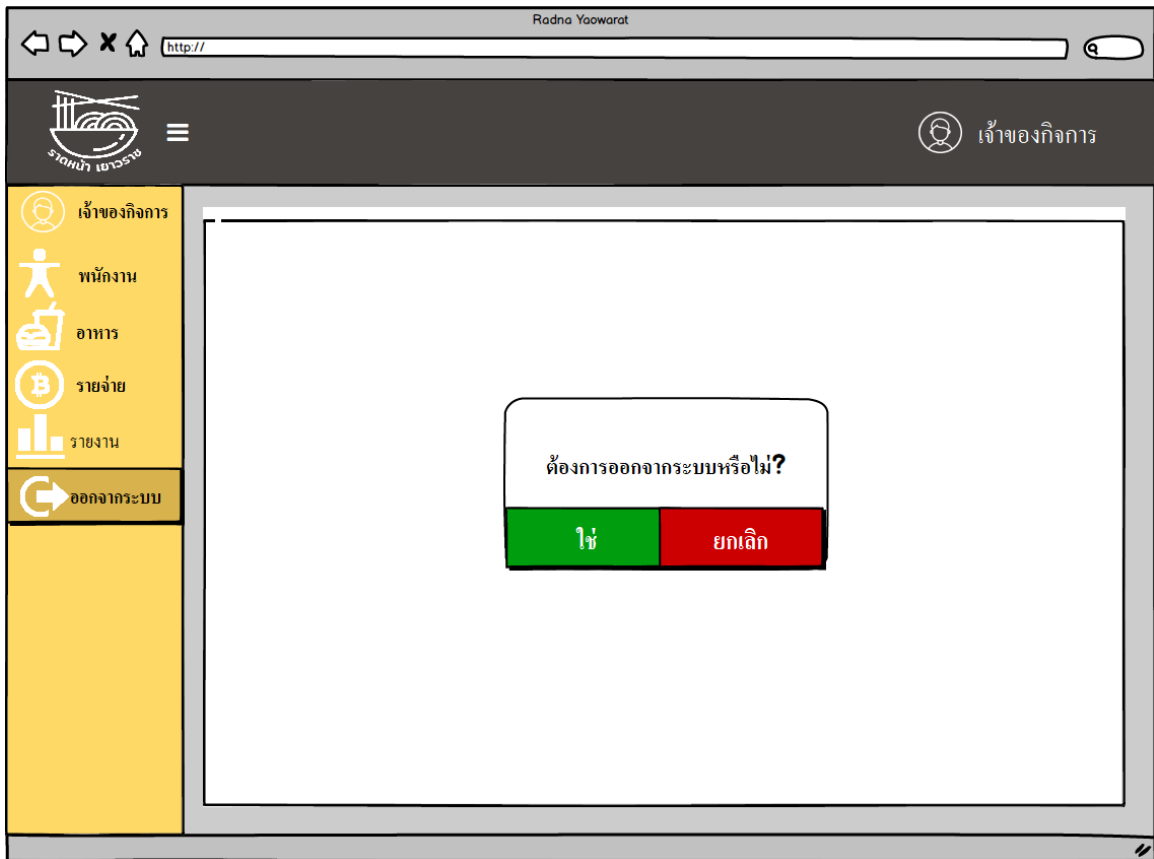 Radna Yaowarat
http://
ราดหน้า เยาวราช
เจ้าของกิจการ
เจ้าของกิจการ
พนักงาน
อาหาร
รายจ่าย
รายงาน
ออกจากระบบ
ต้องการออกจากระบบหรือไม่?
ใช่
ยกเลิก